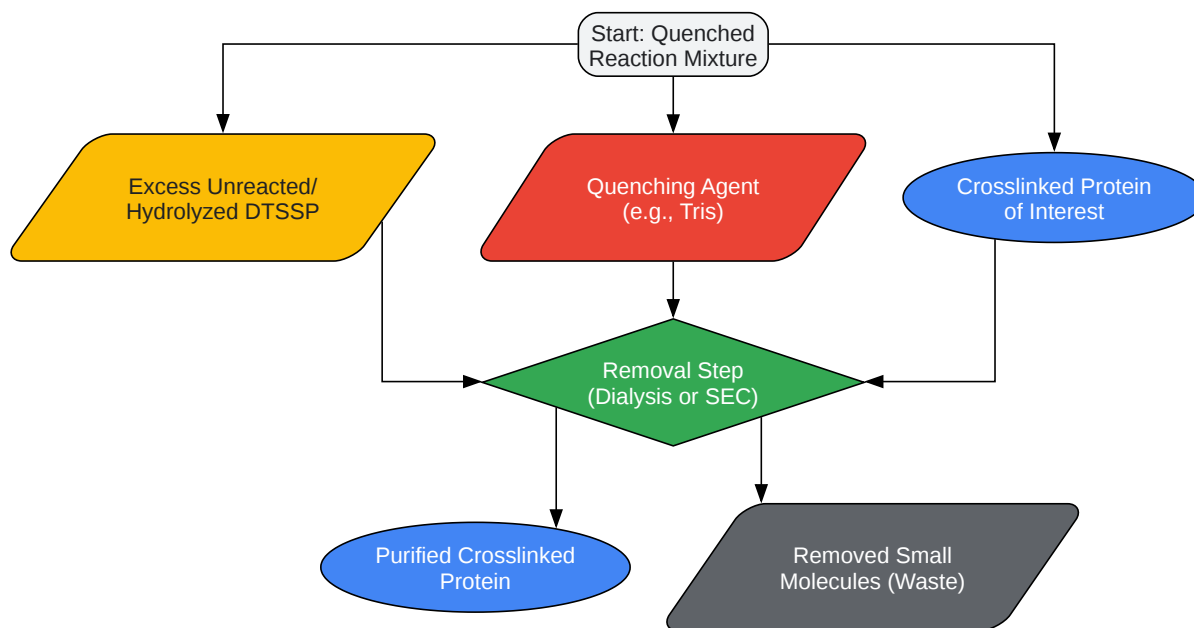 Start: Quenched
Reaction Mixture
Excess Unreacted/
Hydrolyzed DTSSP
Quenching Agent
(e.g., Tris)
Crosslinked Protein
of Interest
Removal Step
(Dialysis or SEC)
Purified Crosslinked
Protein
Removed Small
Molecules (Waste)